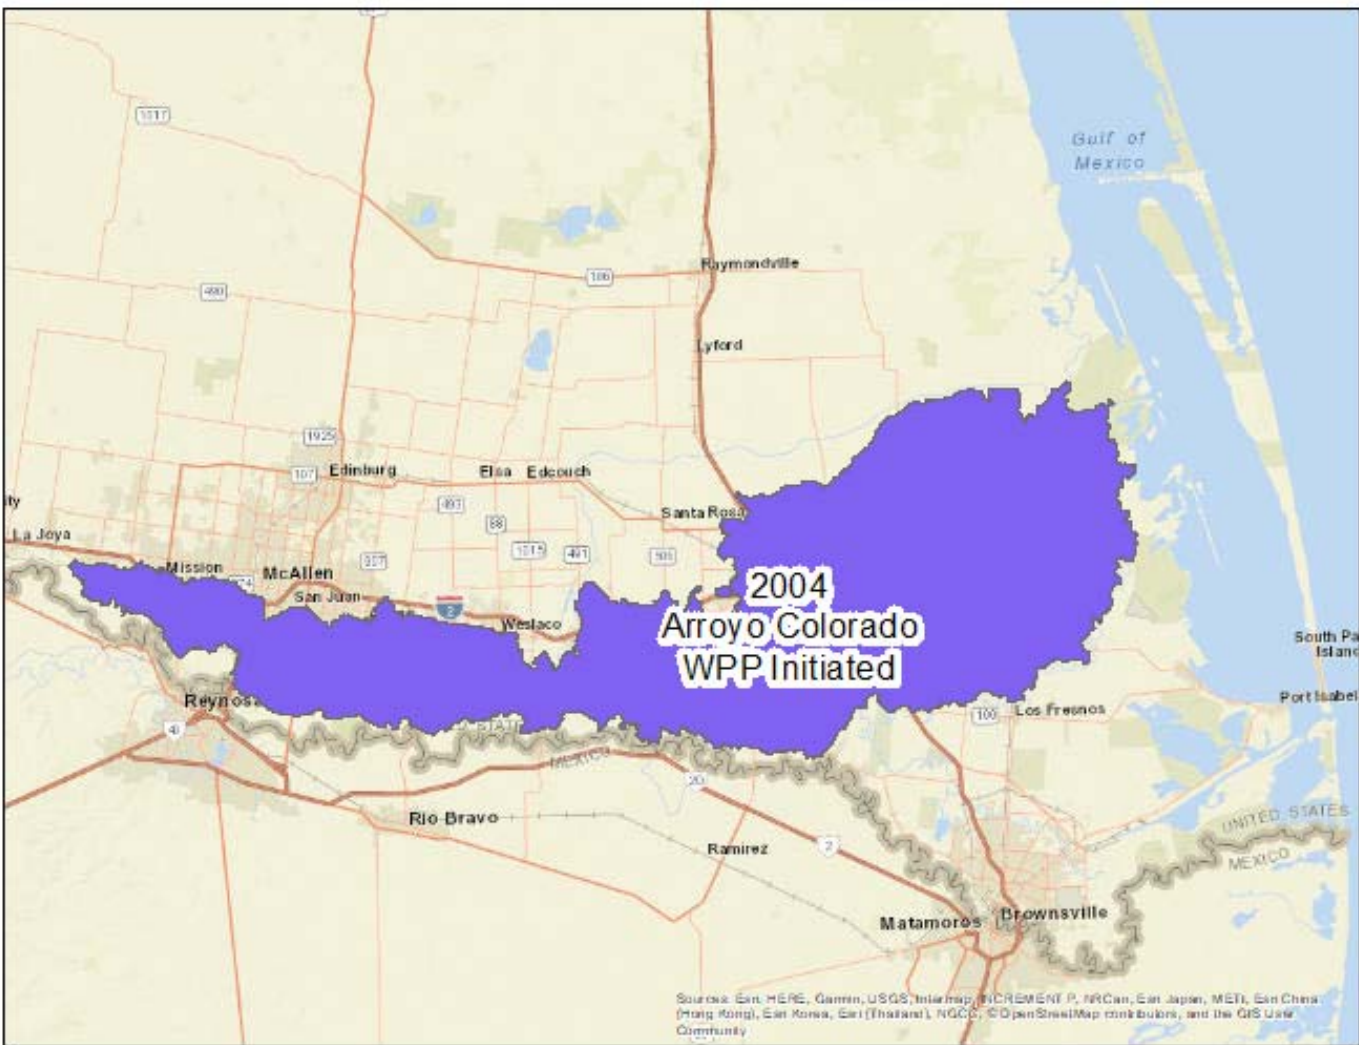 1017
Gulf of
Mexico
186
Raymondville
490
Lyford
1925
107
Edinburg
Elsa
Edcouch
493
88
Santa Rosa
La Joya
1015
491
506
907
Mission
McAllen
San Juan
2
Weslaco
2004
Arroyo Colorado
WPP Initiated
South Pa
Island
Port Isabel
Reynosa
100
Los Fresnos
MEXICO
20
Rio Bravo
UNITED STATES
MEXICO
Ramirez
2
Matamoros
Brownsville
Sources: Esri, HERE, Garmin, USGS, Intermap, INCREMENT P, NRCan, Esri Japan, METI, Esri China
(Hong Kong), Esri Korea, Esri (Thailand), NGCC, © OpenStreetMap contributors, and the GIS User
Community